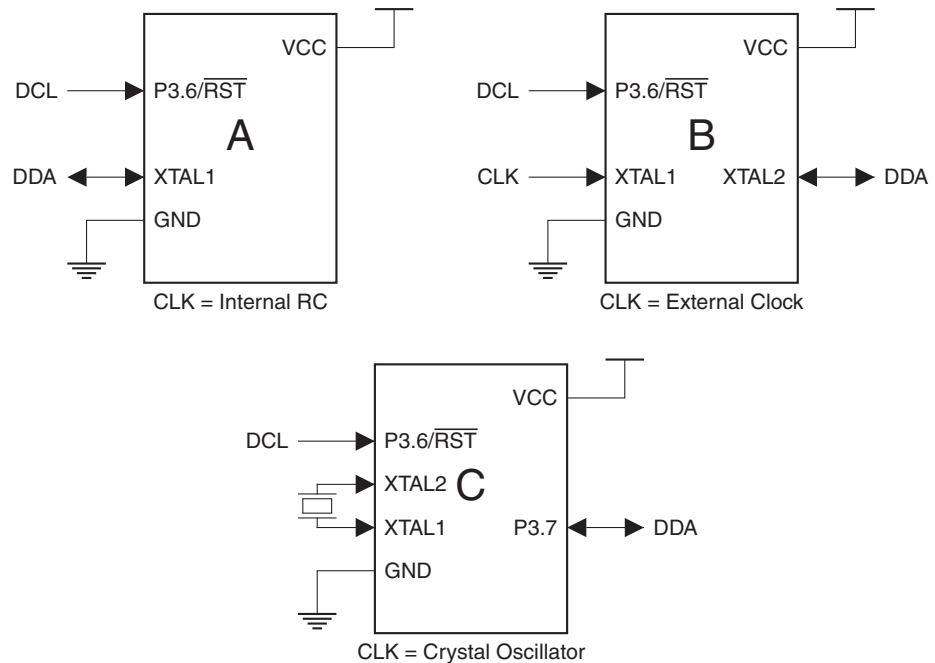 VCC
DCL P3.6/RST
A
DDA XTAL1
GND
CLK = Internal RC
VCC
DCL P3.6/RST
B
CLK XTAL1 XTAL2 DDA
GND
CLK = External Clock
VCC
DCL P3.6/RST
XTAL2 C
XTAL1 P3.7 DDA
GND
CLK = Crystal Oscillator